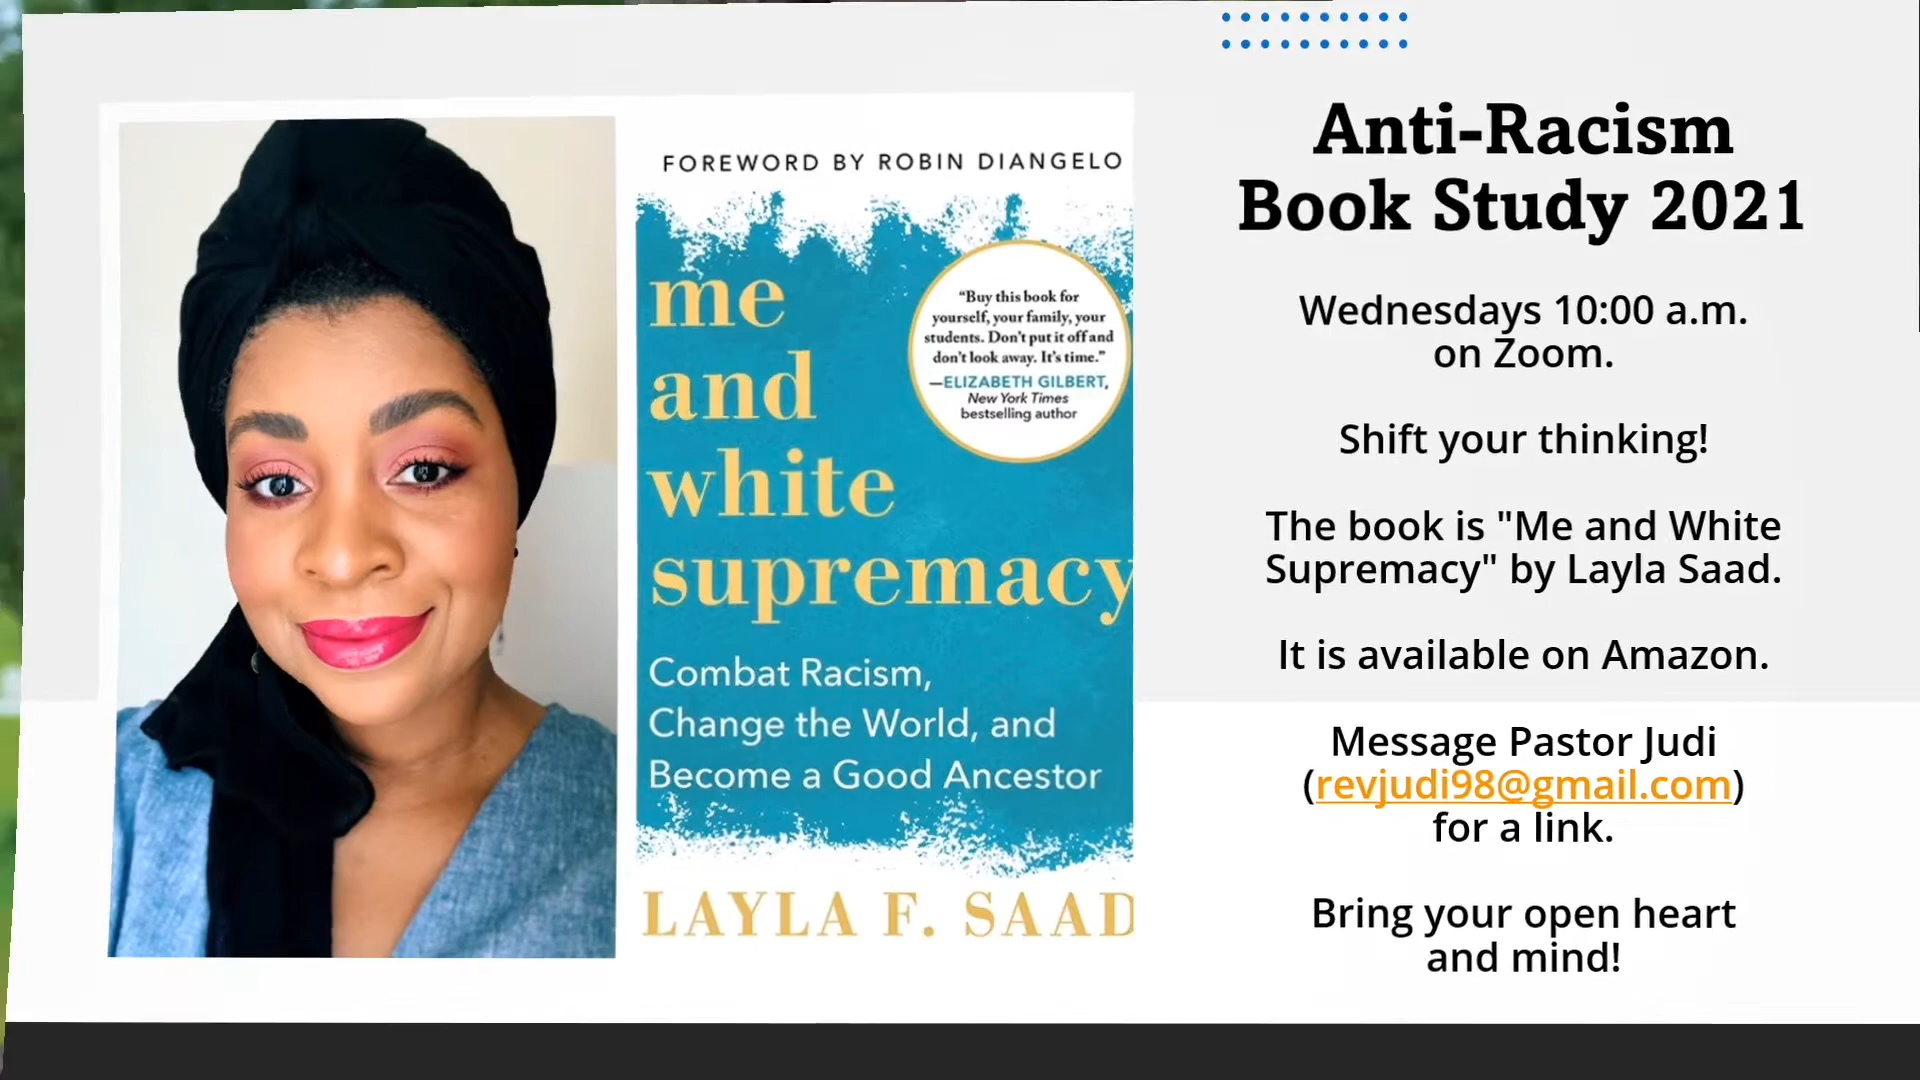 FOREWORD BY ROBIN DIANGELO
me
and
white
supremacy
"Buy this book for
yourself, your family, your
students. Don't put it off and
don't look away. It's time."
—ELIZABETH GILBERT,
New York Times
bestselling author
Combat Racism,
Change the World, and
Become a Good Ancestor
LAYLA F. SAAD
Anti-Racism
Book Study 2021
Wednesdays 10:00 a.m.
on Zoom.
Shift your thinking!
The book is "Me and White
Supremacy" by Layla Saad.
It is available on Amazon.
Message Pastor Judi
(revjudi98@gmail.com)
for a link.
Bring your open heart
and mind!